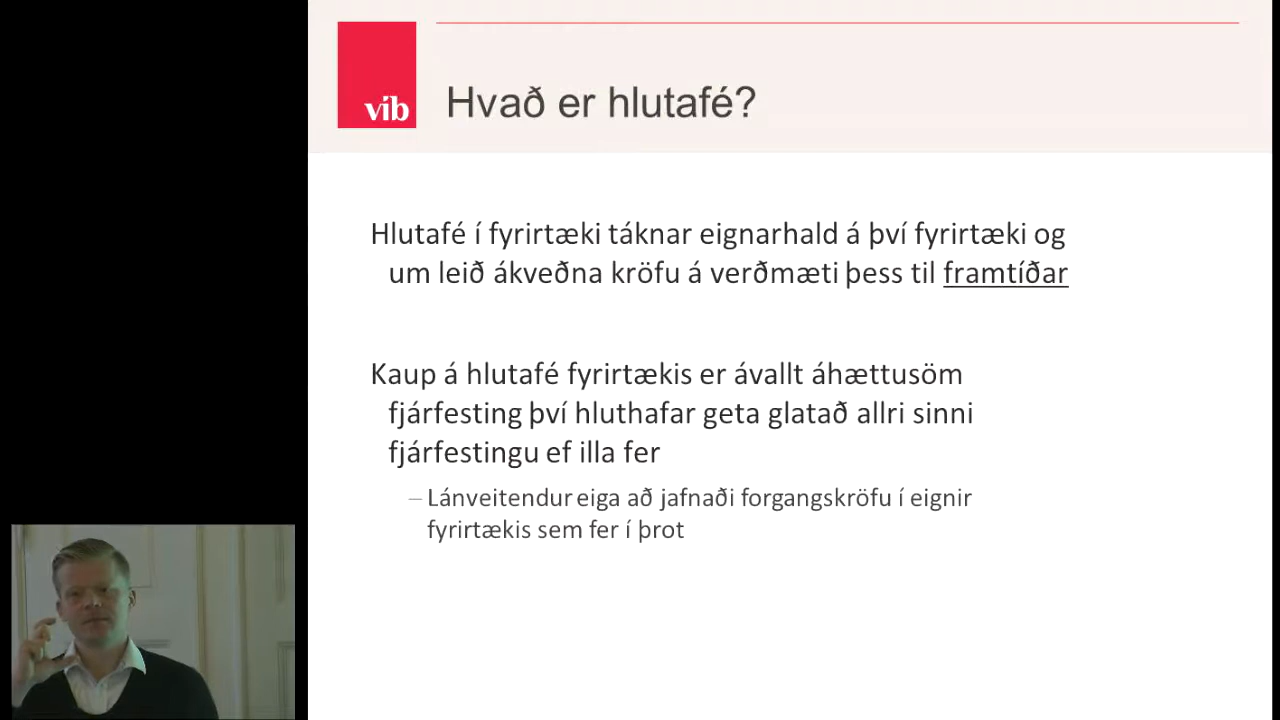 vib
Hvað er hlutafé?
Hlutafé í fyrirtæki táknar eignarhald á því fyrirtæki og
um leið ákveðna kröfu á verðmæti þess til framtíðar
Kaup á hlutafé fyrirtækis er ávallt áhættusöm
fjárfesting því hluthafar geta glatað allri sinni
fjárfestingu ef illa fer
– Lánveitendur eiga að jafnaði forgangskröfu í eignir
fyrirtækis sem fer í þrot